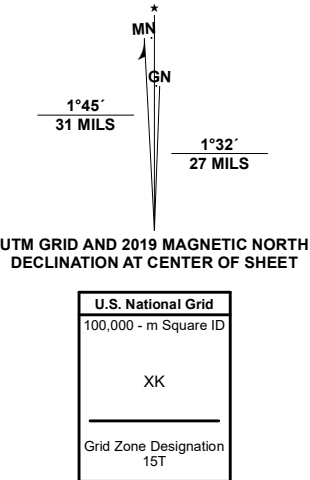 MN
GN
1°45´
31 MILS
1°32´
27 MILS
UTM GRID AND 2019 MAGNETIC NORTH
DECLINATION AT CENTER OF SHEET
U.S. National Grid
100,000 - m Square ID
XK
Grid Zone Designation
15T